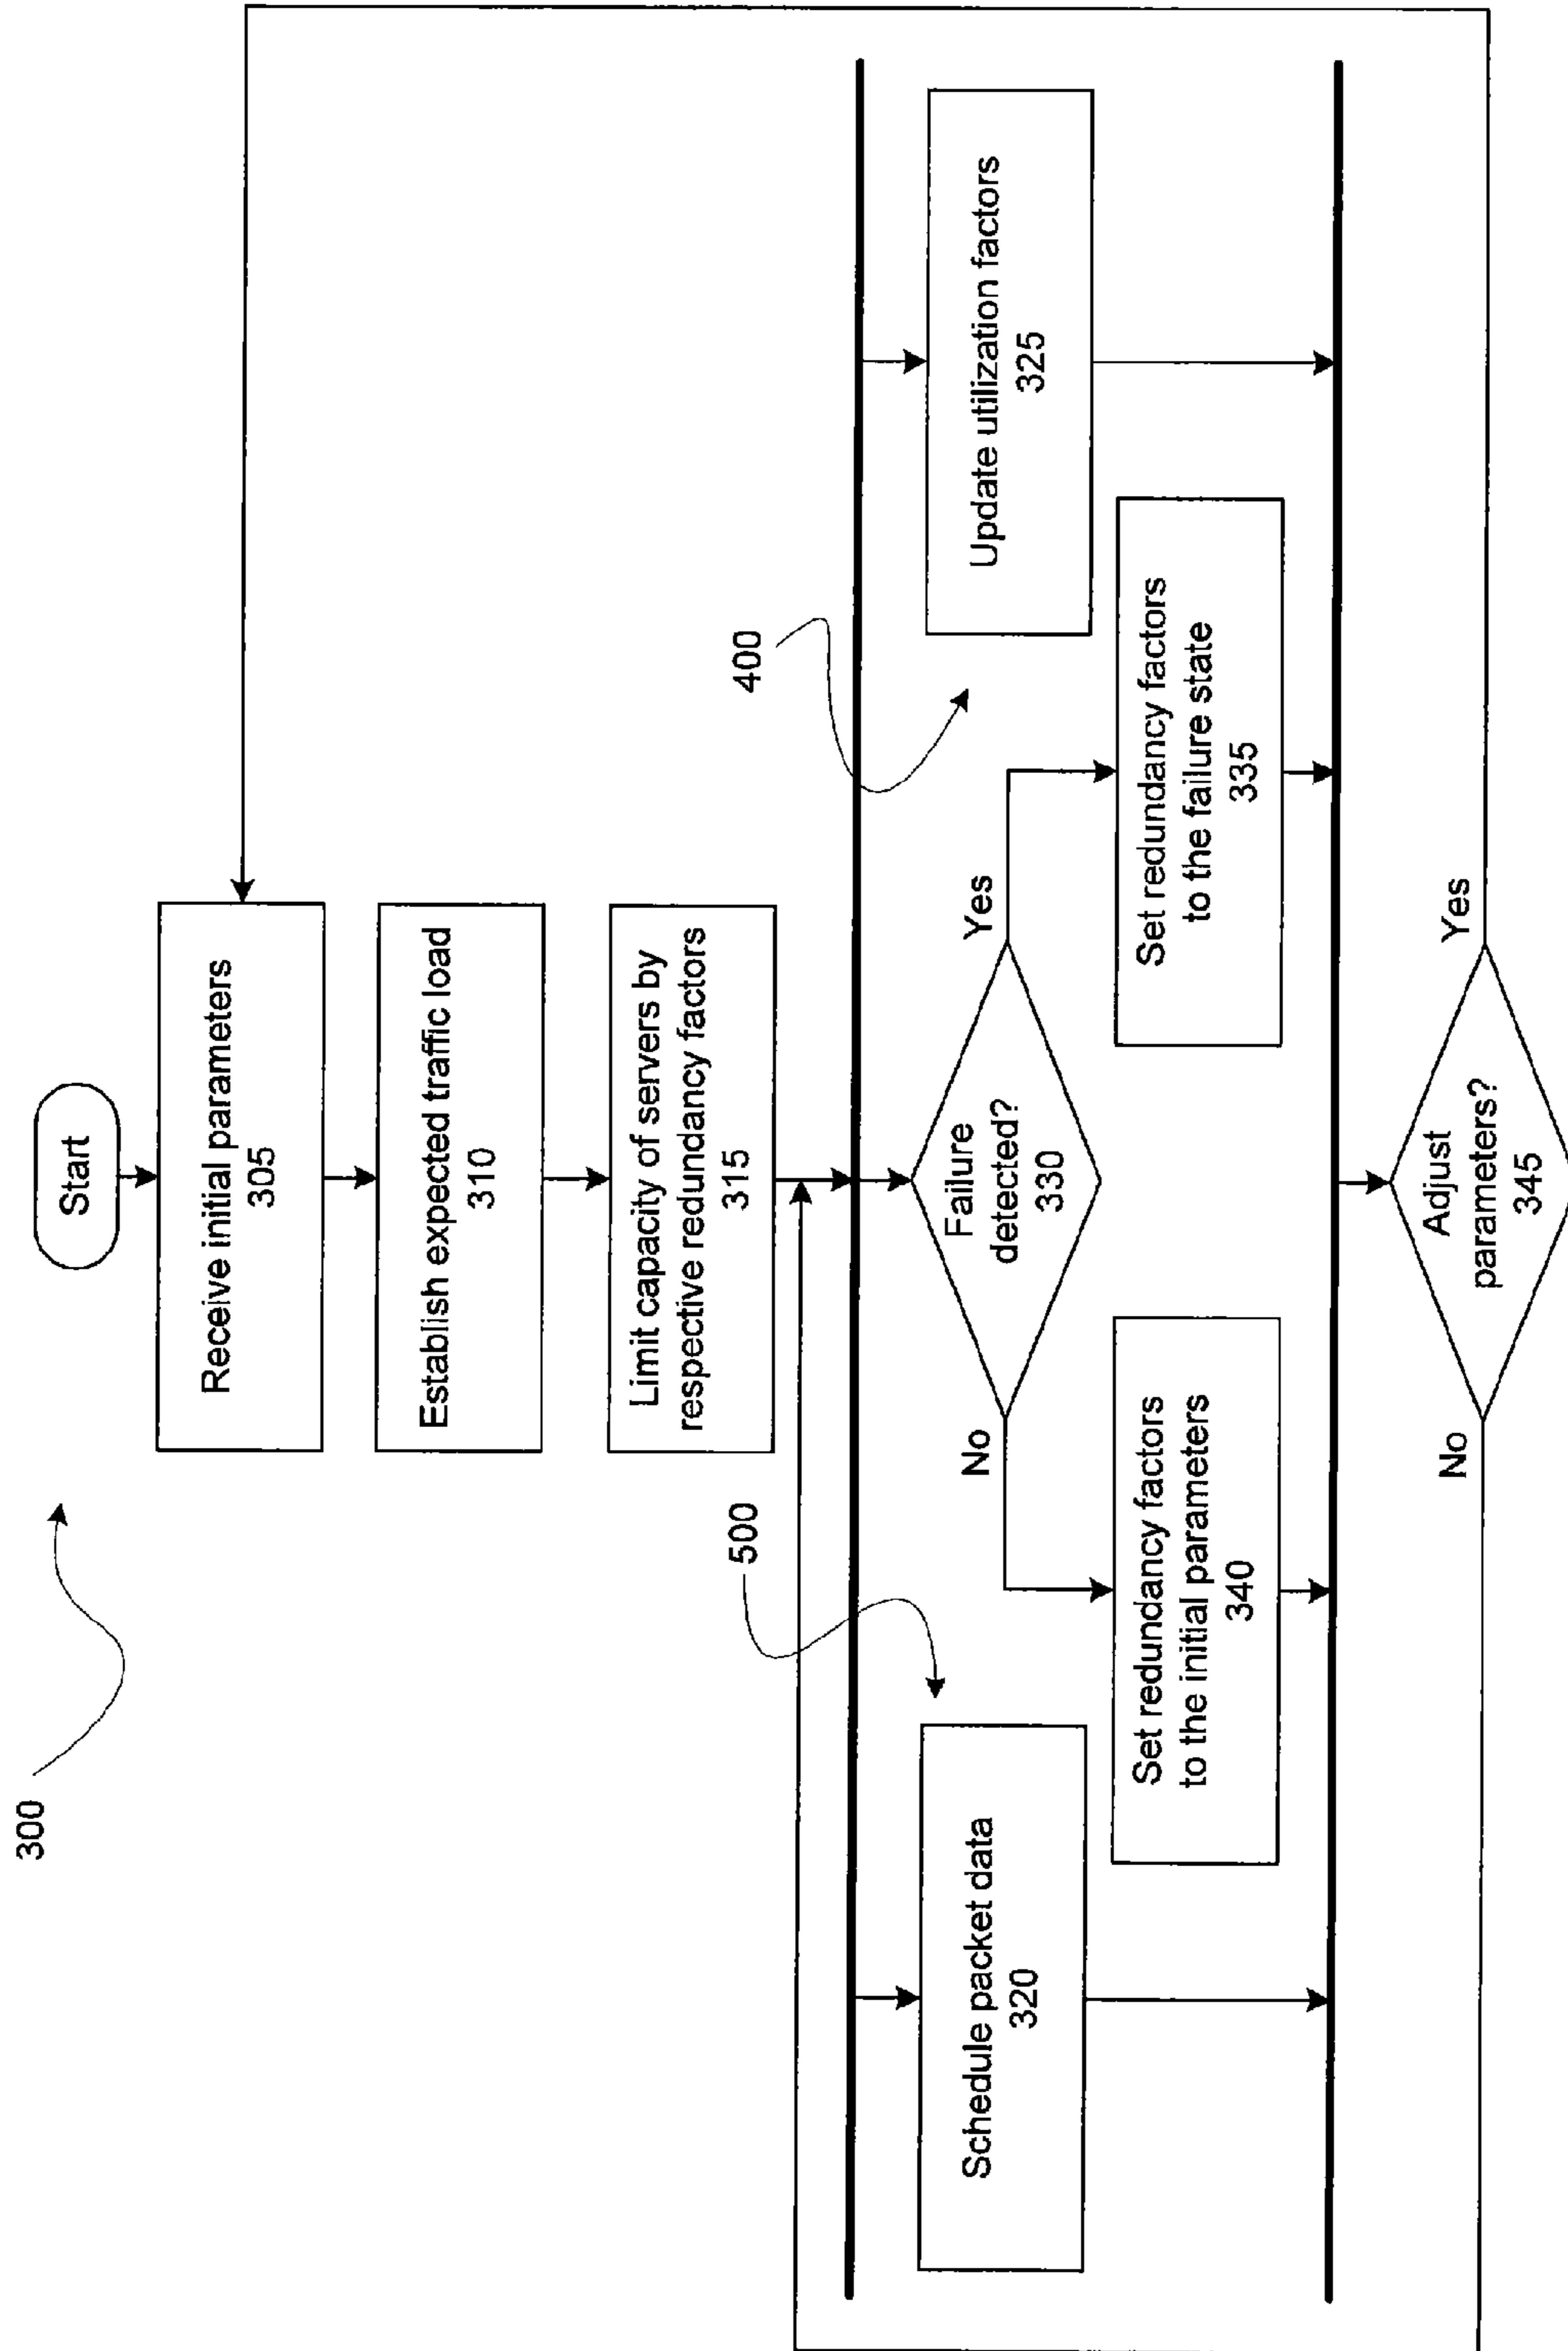 300
Start
Receive initial parameters
305
Establish expected traffic load
310
Limit capacity of servers by
respective redundancy factors
315
500
400
Schedule packet data
320
Failure
detected?
330
No
Yes
Update utilization factors
325
Set redundancy factors
to the initial parameters
340
Set redundancy factors
to the failure state
335
Adjust
parameters?
345
No
Yes